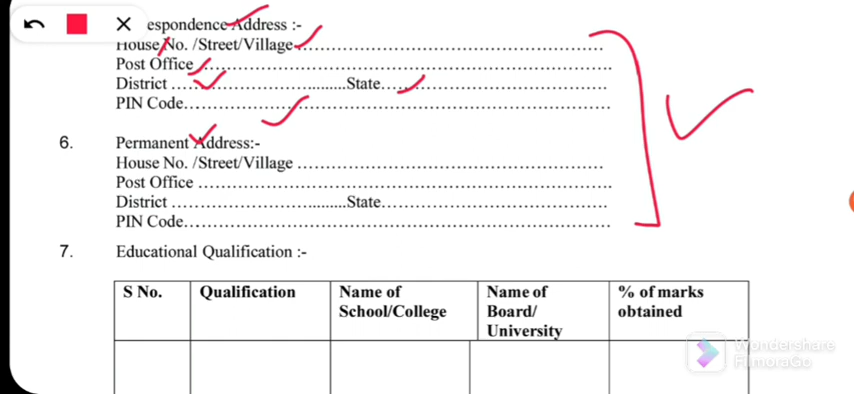 espondence Address :-
House No. /Street/Village..................................................
Post Office..................................................
District..............................State..................................................
PIN Code..................................................
6. Permanent Address:-
House No. /Street/Village..................................................
Post Office..................................................
District..............................State..................................................
PIN Code..................................................
7. Educational Qualification :-
S No. Qualification Name of School/College Name of Board/ University % of marks obtained
Wondershare
FilmoraGo